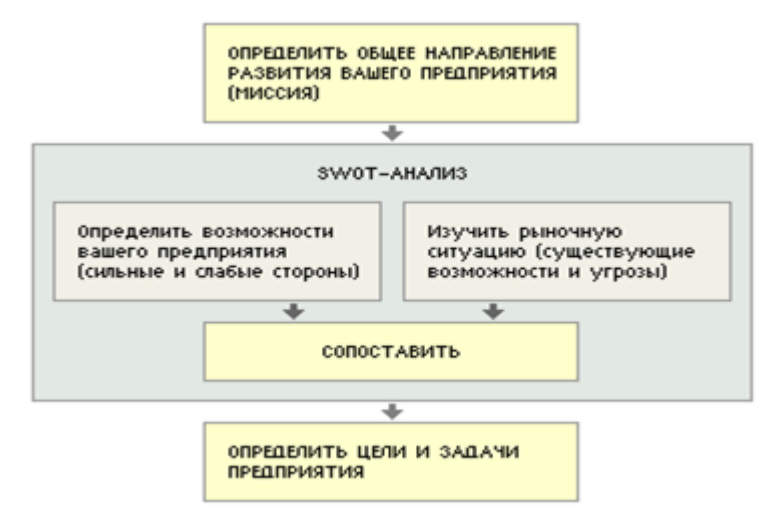 ОПРЕДЕЛИТЬ ОБЩЕЕ НАПРАВЛЕНИЕ
РАЗВИТИЯ ВАШЕГО ПРЕДПРИЯТИЯ
(МИССИЯ)
SWOT-АНАЛИЗ
Определить возможности
вашего предприятия
(сильные и слабые стороны)
Изучить рыночную
ситуацию (существующие
возможности и угрозы)
СОПОСТАВИТЬ
ОПРЕДЕЛИТЬ ЦЕЛИ И ЗАДАЧИ
ПРЕДПРИЯТИЯ